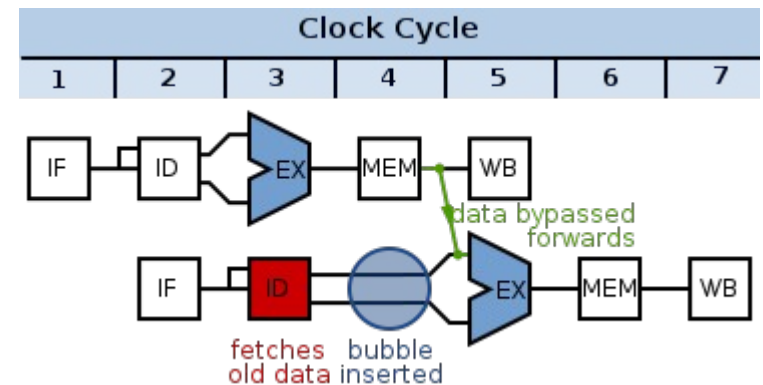 Clock Cycle
1 2 3 4 5 6 7
IF ID EX MEM WB
data bypassed
forwards
IF ID EX MEM WB
fetches bubble
old data inserted